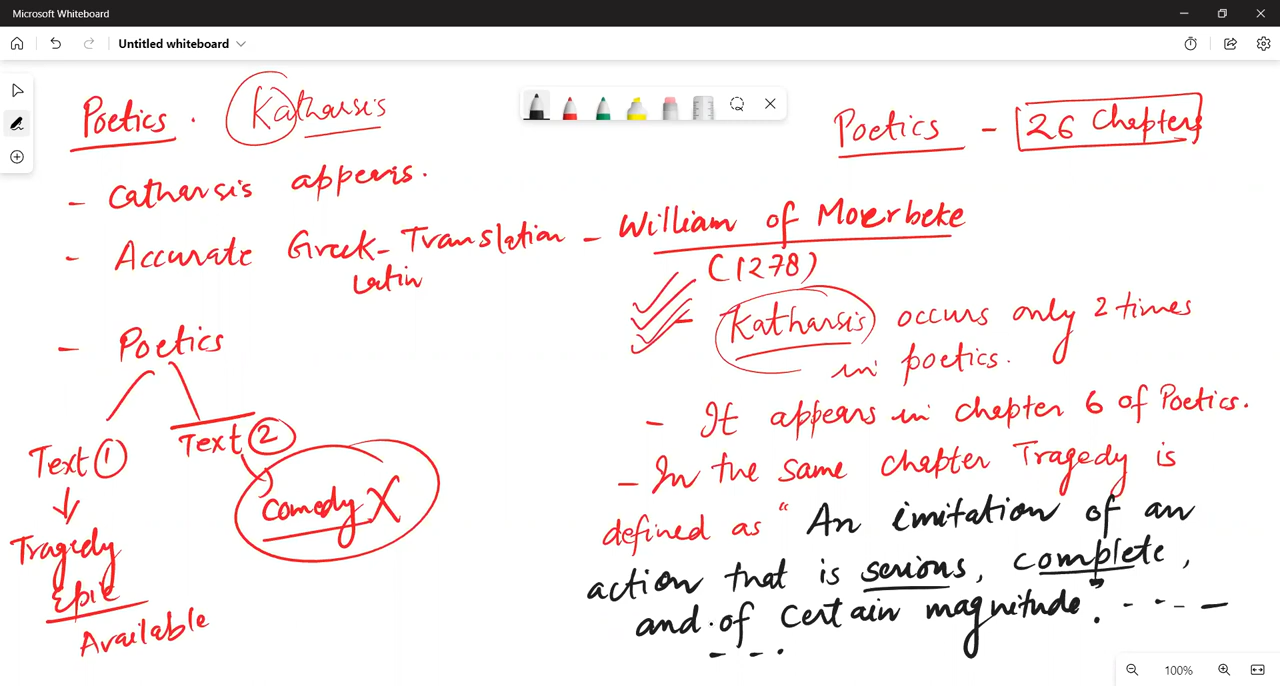 Microsoft Whiteboard
Untitled whiteboard
Poetics. Katharsis
- Catharsis appears.
- Accurate Greek-Translation - William of Moerbeke
Latin
(1278)
- Poetics
Text ①
Text ②
Tragedy
Epic
Available
Comedy X
Poetics - 26 Chapters
- Katharsis occurs only 2 times
in poetics.
- It appears in chapter 6 of Poetics.
- In the same chapter Tragedy is
defined as "An imitation of an
action that is serious, complete,
and of certain magnitude. - - - -
- - .
100%